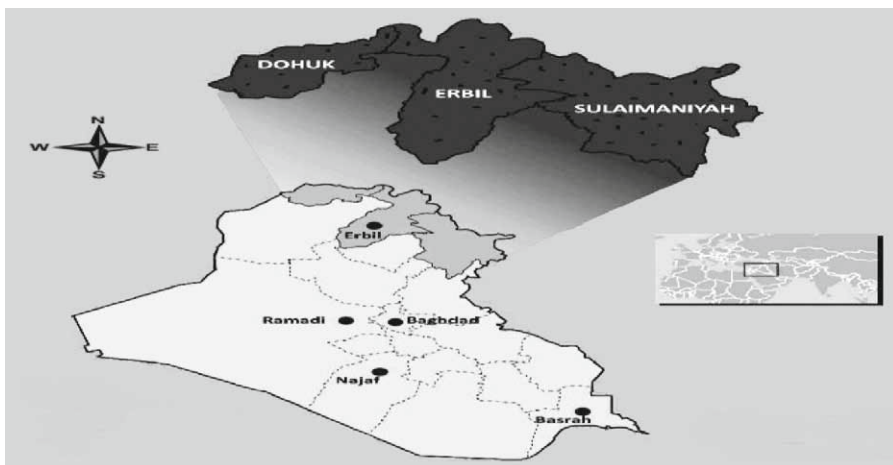 DOHUK
ERBIL
SULAIMANIYAH
N
W E
S
Erbil
Ramadi
Baghdad
Najaf
Basrah